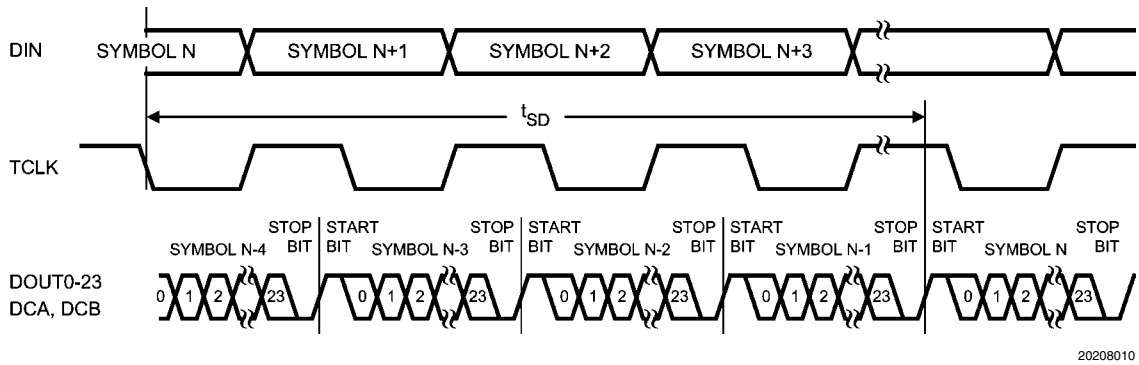 DIN
SYMBOL N
SYMBOL N+1
SYMBOL N+2
SYMBOL N+3
tSD
TCLK
STOP BIT
START BIT
STOP BIT
START BIT
STOP BIT
START BIT
STOP BIT
START BIT
STOP BIT
SYMBOL N-4
SYMBOL N-3
SYMBOL N-2
SYMBOL N-1
SYMBOL N
DOUT0-23
DCA, DCB
0 1 2 23
0 1 2 23
0 1 2 23
0 1 2 23
0 1 2 23
20208010